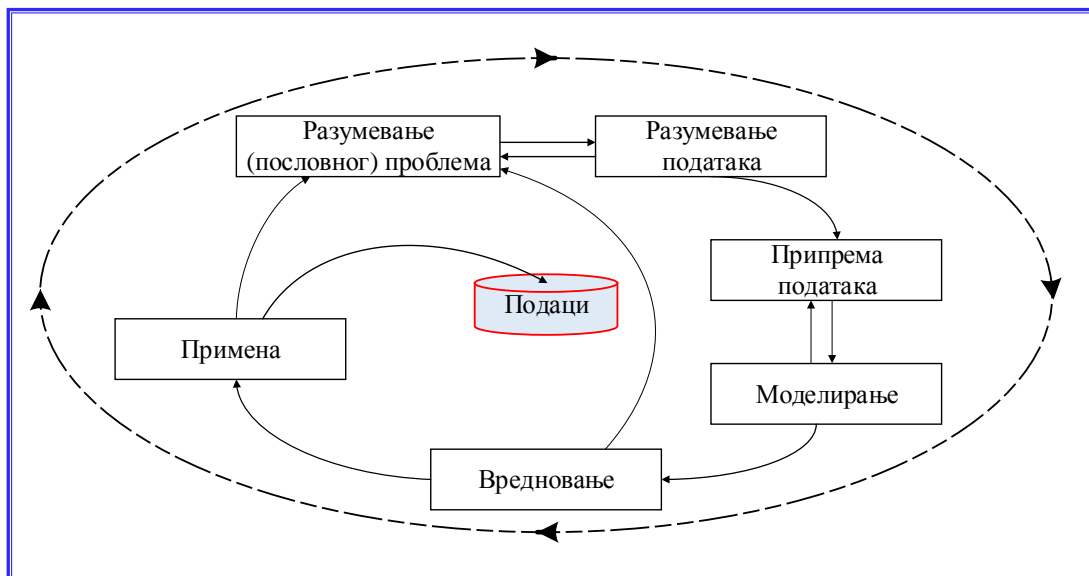 Разумевање
(пословног) проблема
Разумевање
података
Припрема
података
Подаци
Примена
Моделирање
Вредновање